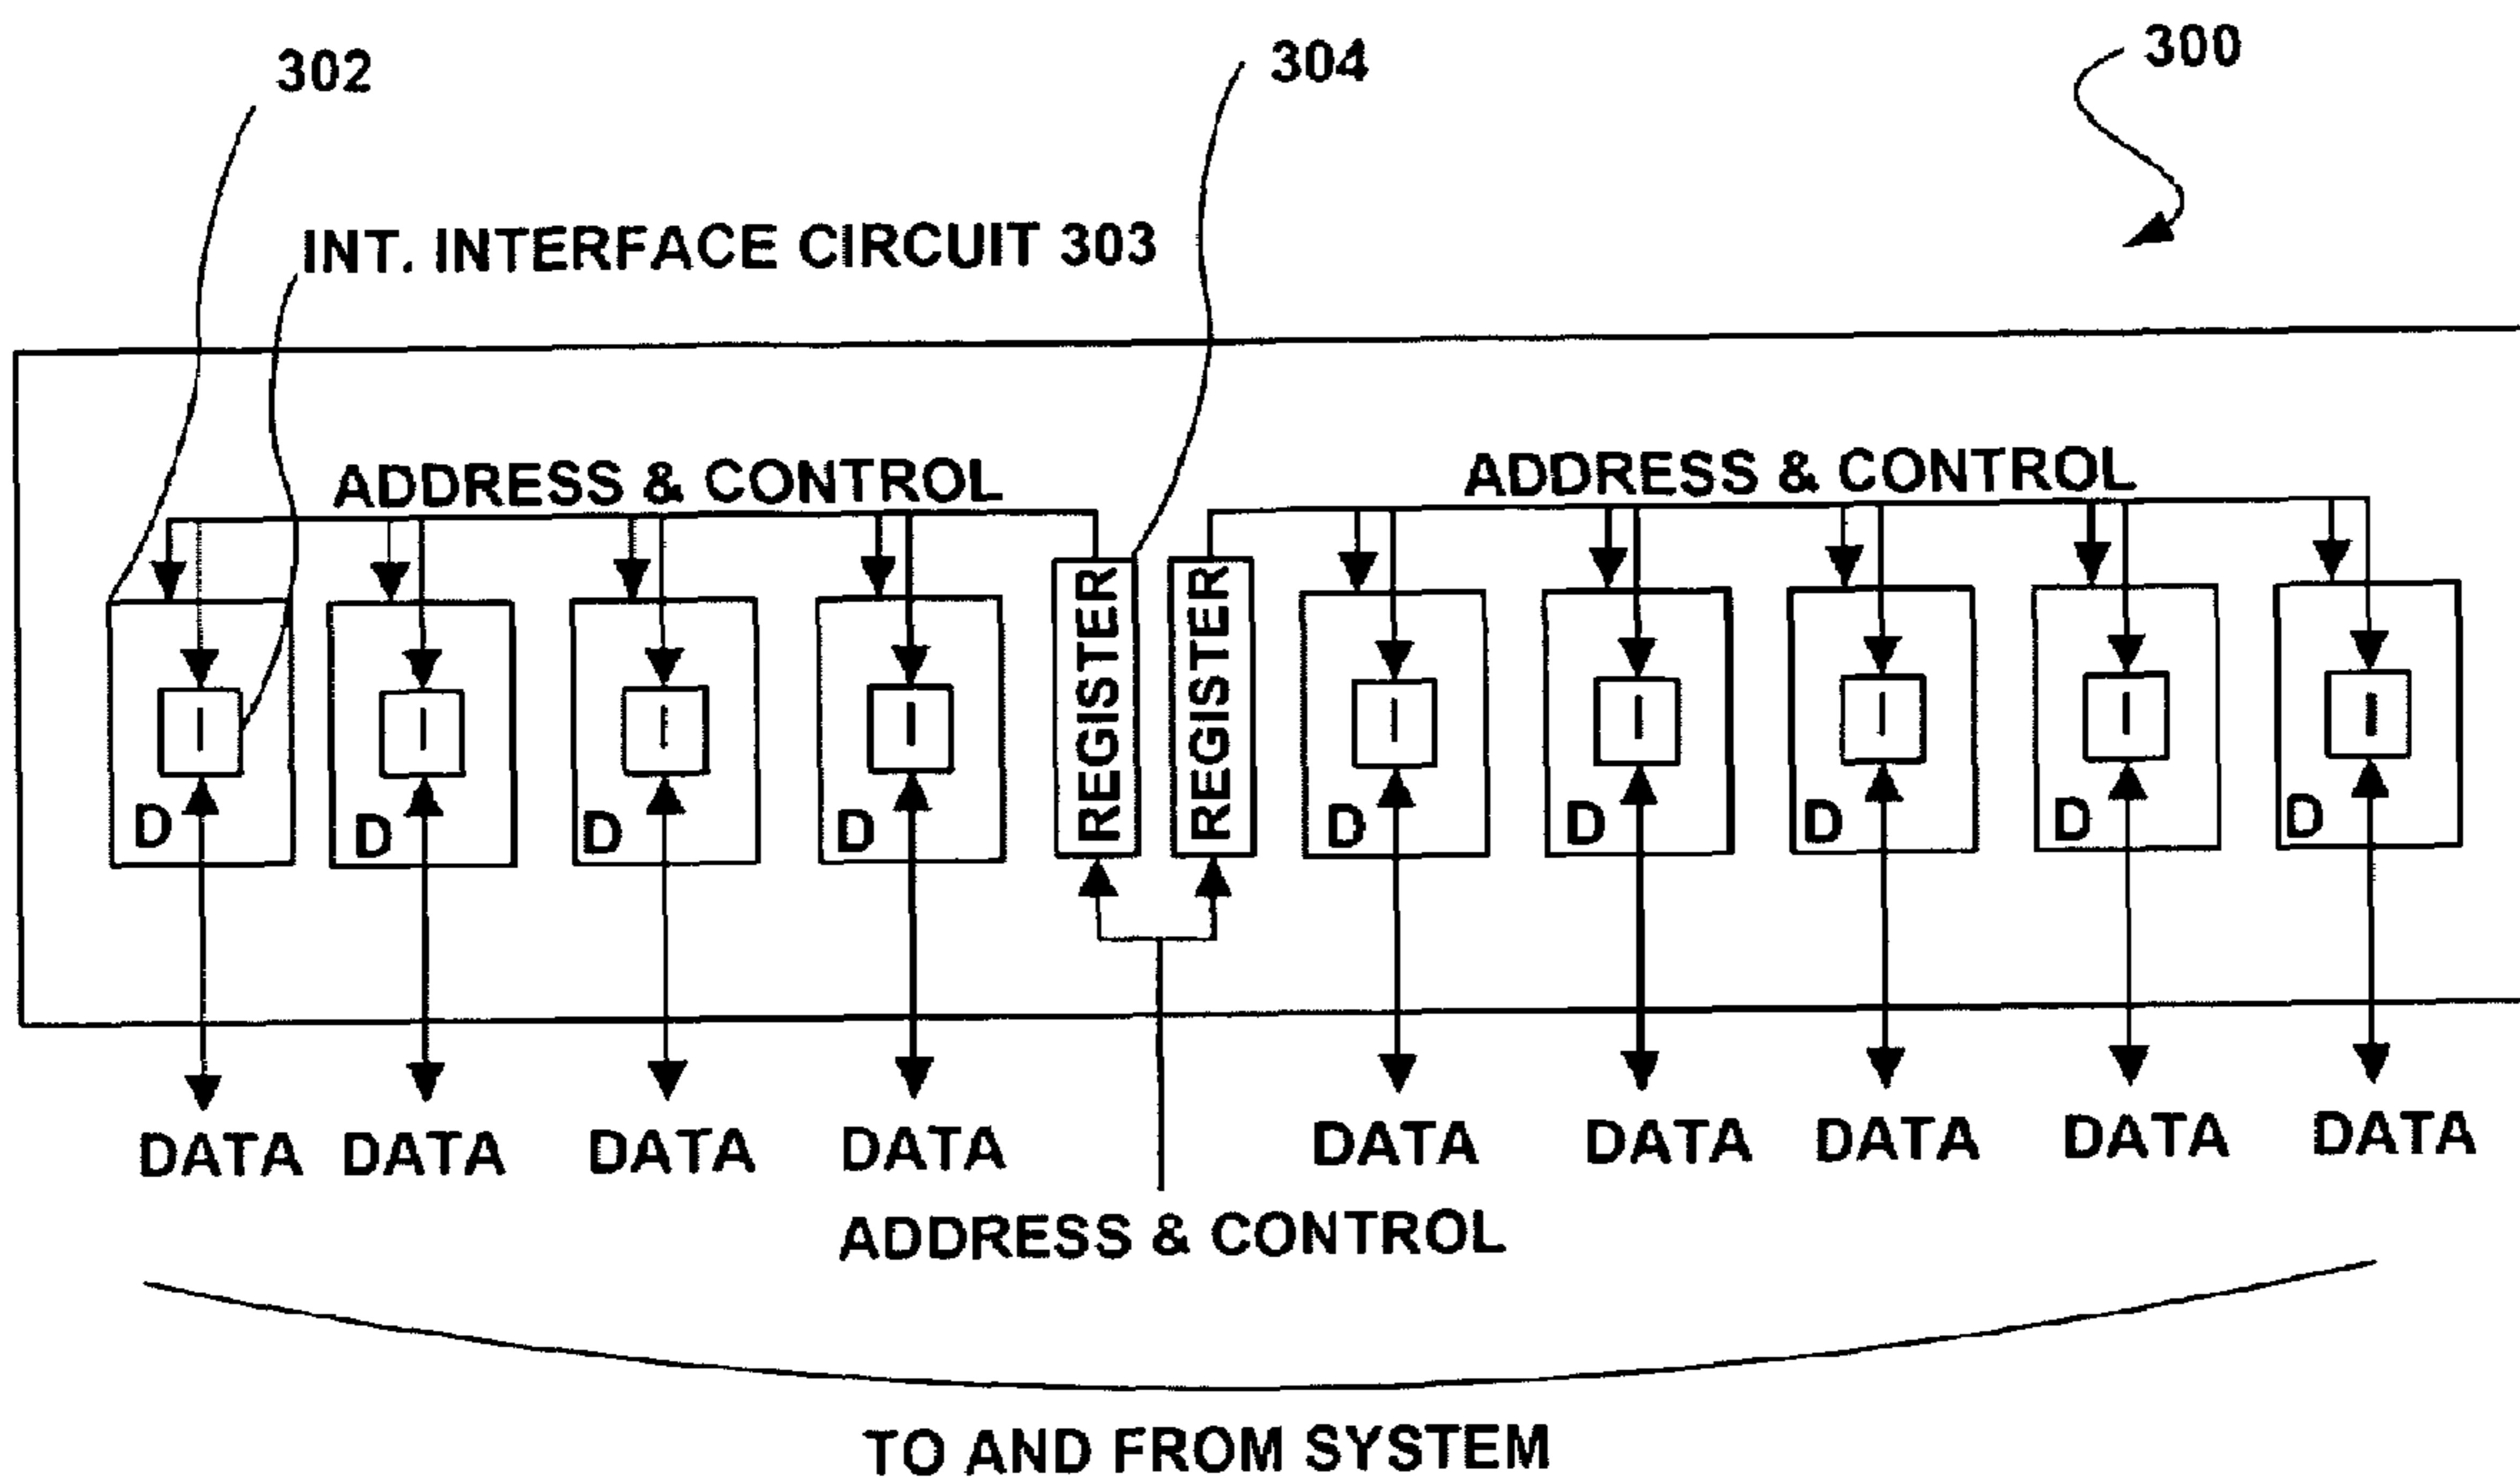 302
304
300
INT. INTERFACE CIRCUIT 303
ADDRESS & CONTROL
ADDRESS & CONTROL
REGISTER
REGISTER
I
I
I
I
I
I
I
I
I
D
D
D
D
D
D
D
D
D
DATA
DATA
DATA
DATA
DATA
DATA
DATA
DATA
DATA
ADDRESS & CONTROL
TO AND FROM SYSTEM